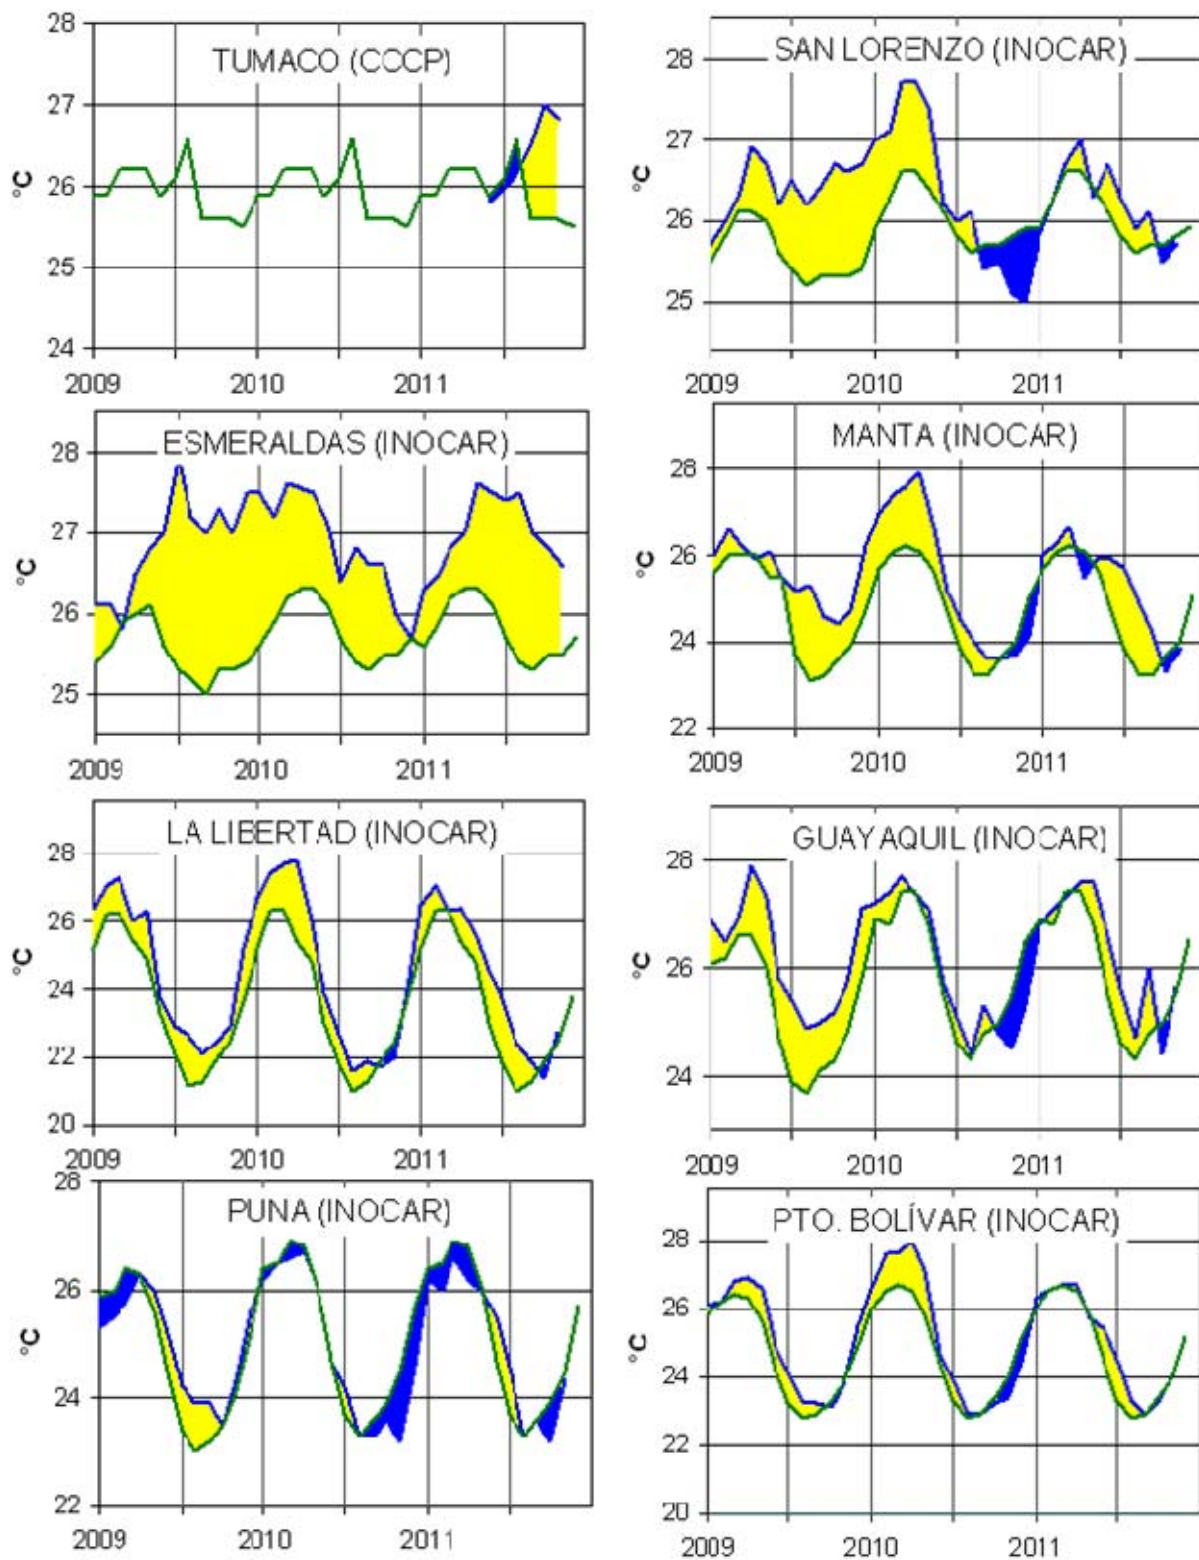 28
TUMACO (CCCP)
27
26
°C
25
24
2009 2010 2011
SAN LORENZO (INOCAR)
28
27
°C
26
25
2009 2010 2011
ESMERALDAS (INOCAR)
28
27
°C
26
25
2009 2010 2011
MANTA (INOCAR)
28
26
°C
24
22
2009 2010 2011
LA LIBERTAD (INOCAR)
28
26
°C
24
22
20
2009 2010 2011
GUAYAQUIL (INOCAR)
28
26
°C
24
2009 2010 2011
28
PUNA (INOCAR)
26
°C
24
22
2009 2010 2011
PTO. BOLÍVAR (INOCAR)
28
26
°C
24
22
20
2009 2010 2011